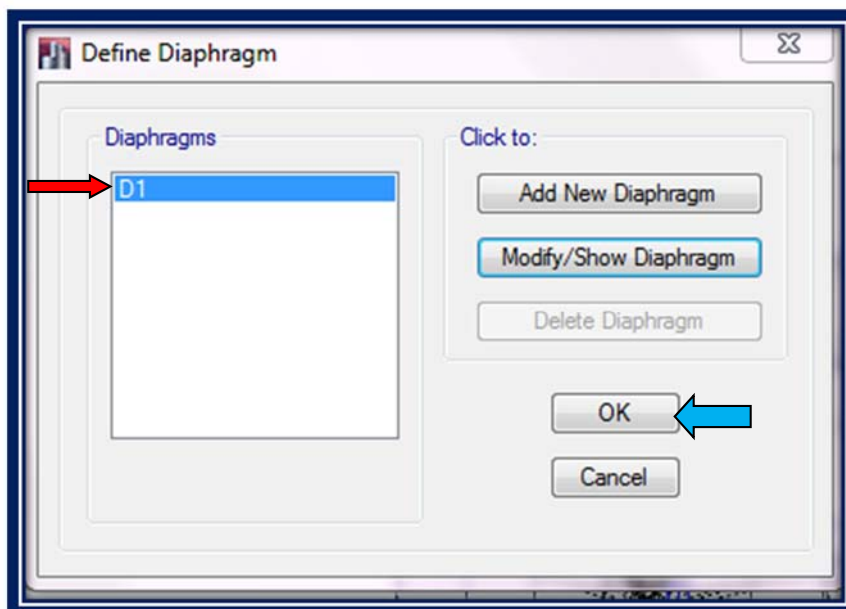 Define Diaphragm
Diaphragms
D1
Click to:
Add New Diaphragm
Modify/Show Diaphragm
Delete Diaphragm
OK
Cancel